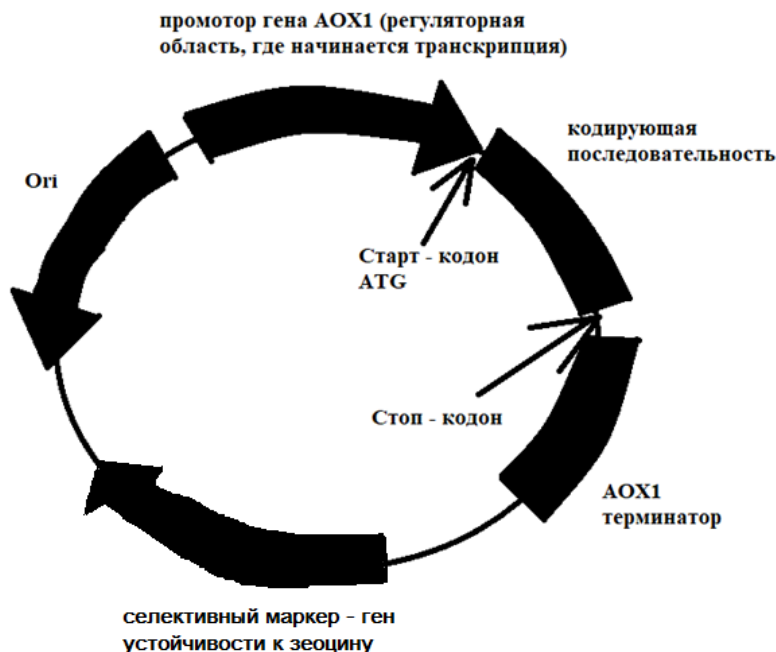 промотор гена AOX1 (регуляторная
область, где начинается транскрипция)
кодирующая
последовательность
Ori
Старт - кодон
ATG
Стоп - кодон
AOX1
терминатор
селективный маркер - ген
устойчивости к зеоцину